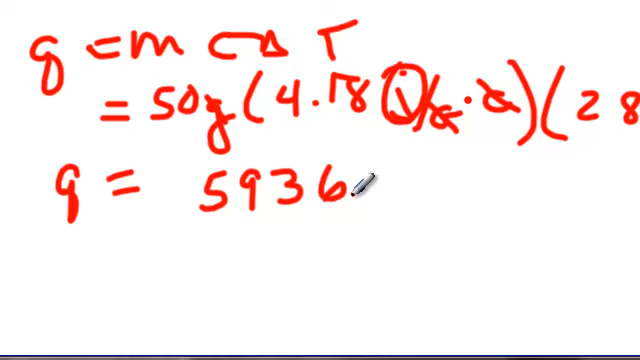 q = m c Δ T
= 50g (4.18 J/g · g) (28
q = 5936